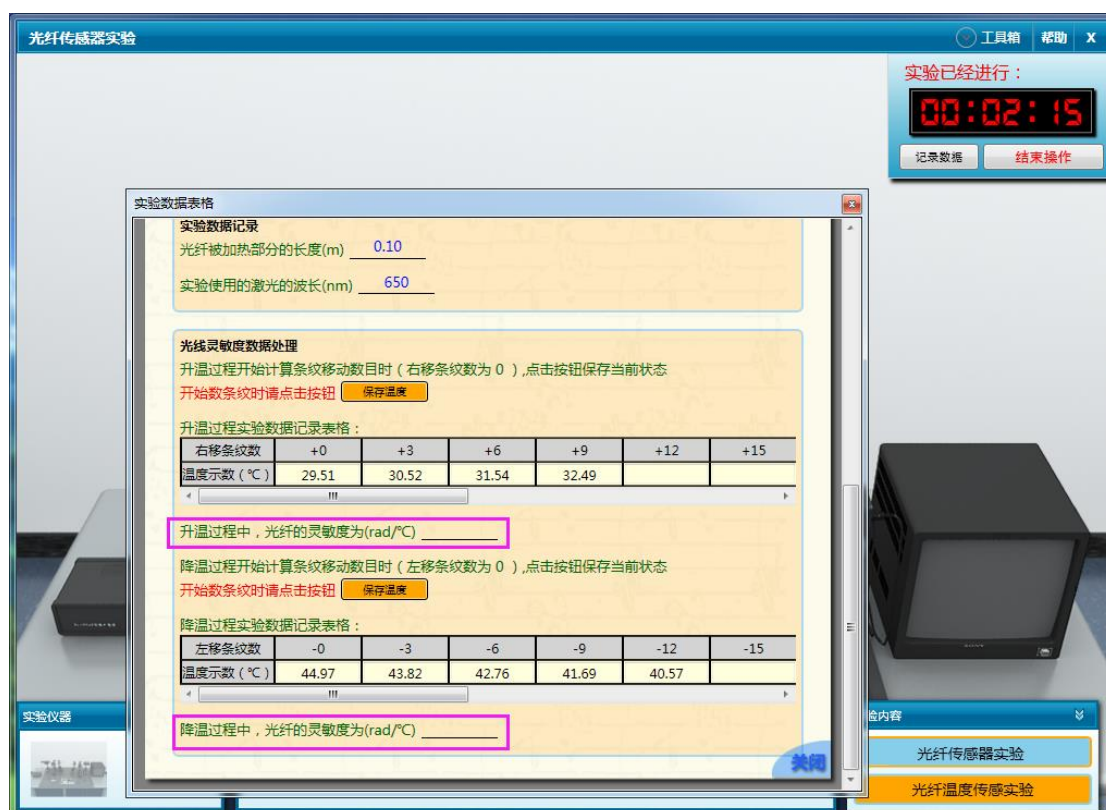 光纤传感器实验
工具箱 帮助 X
实验已经进行：
00:02:15
记录数据 结束操作
实验数据表格
实验数据记录
光纤被加热部分的长度(m) 0.10
实验使用的激光的波长(nm) 650
光线灵敏度数据处理
升温过程开始计算条纹移动数目时（右移条纹数为 0 ）,点击按钮保存当前状态
开始数条纹时请点击按钮 保存温度
升温过程实验数据记录表格：
右移条纹数 +0 +3 +6 +9 +12 +15
温度示数（℃） 29.51 30.52 31.54 32.49
升温过程中，光纤的灵敏度为(rad/℃)
降温过程开始计算条纹移动数目时（左移条纹数为 0 ）,点击按钮保存当前状态
开始数条纹时请点击按钮 保存温度
降温过程实验数据记录表格：
左移条纹数 -0 -3 -6 -9 -12 -15
温度示数（℃） 44.97 43.82 42.76 41.69 40.57
降温过程中，光纤的灵敏度为(rad/℃)
关闭
实验仪器
验内容
光纤传感器实验
光纤温度传感实验